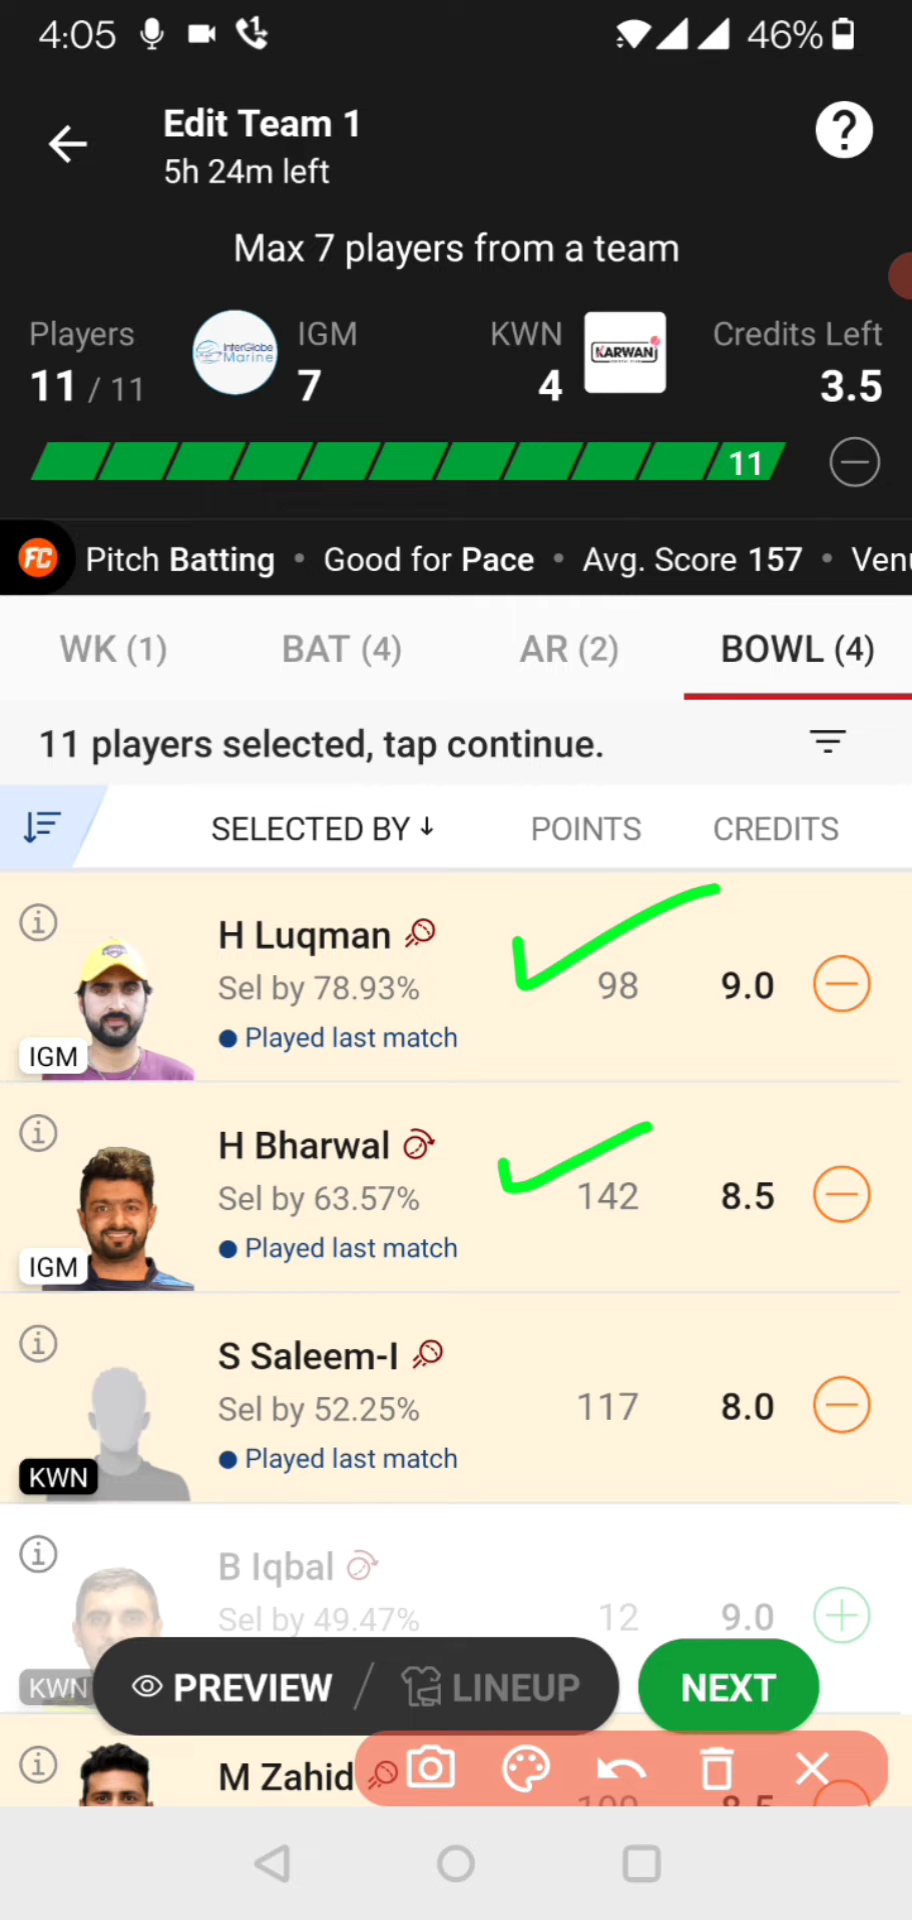 4:05 46%
Edit Team 1
5h 24m left
Max 7 players from a team
Players IGM KWN Credits Left
InterGlobe
Marine
KARWAN
11 / 11 7 4 3.5
11
FC Pitch Batting • Good for Pace • Avg. Score 157 • Venu
WK (1) BAT (4) AR (2) BOWL (4)
11 players selected, tap continue.
SELECTED BY ↓ POINTS CREDITS
H Luqman
Sel by 78.93% 98 9.0
Played last match
IGM
H Bharwal
Sel by 63.57% 142 8.5
Played last match
IGM
S Saleem-I
Sel by 52.25% 117 8.0
Played last match
KWN
B Iqbal
Sel by 49.47% 12 9.0
KWN
PREVIEW / LINEUP NEXT
M Zahid